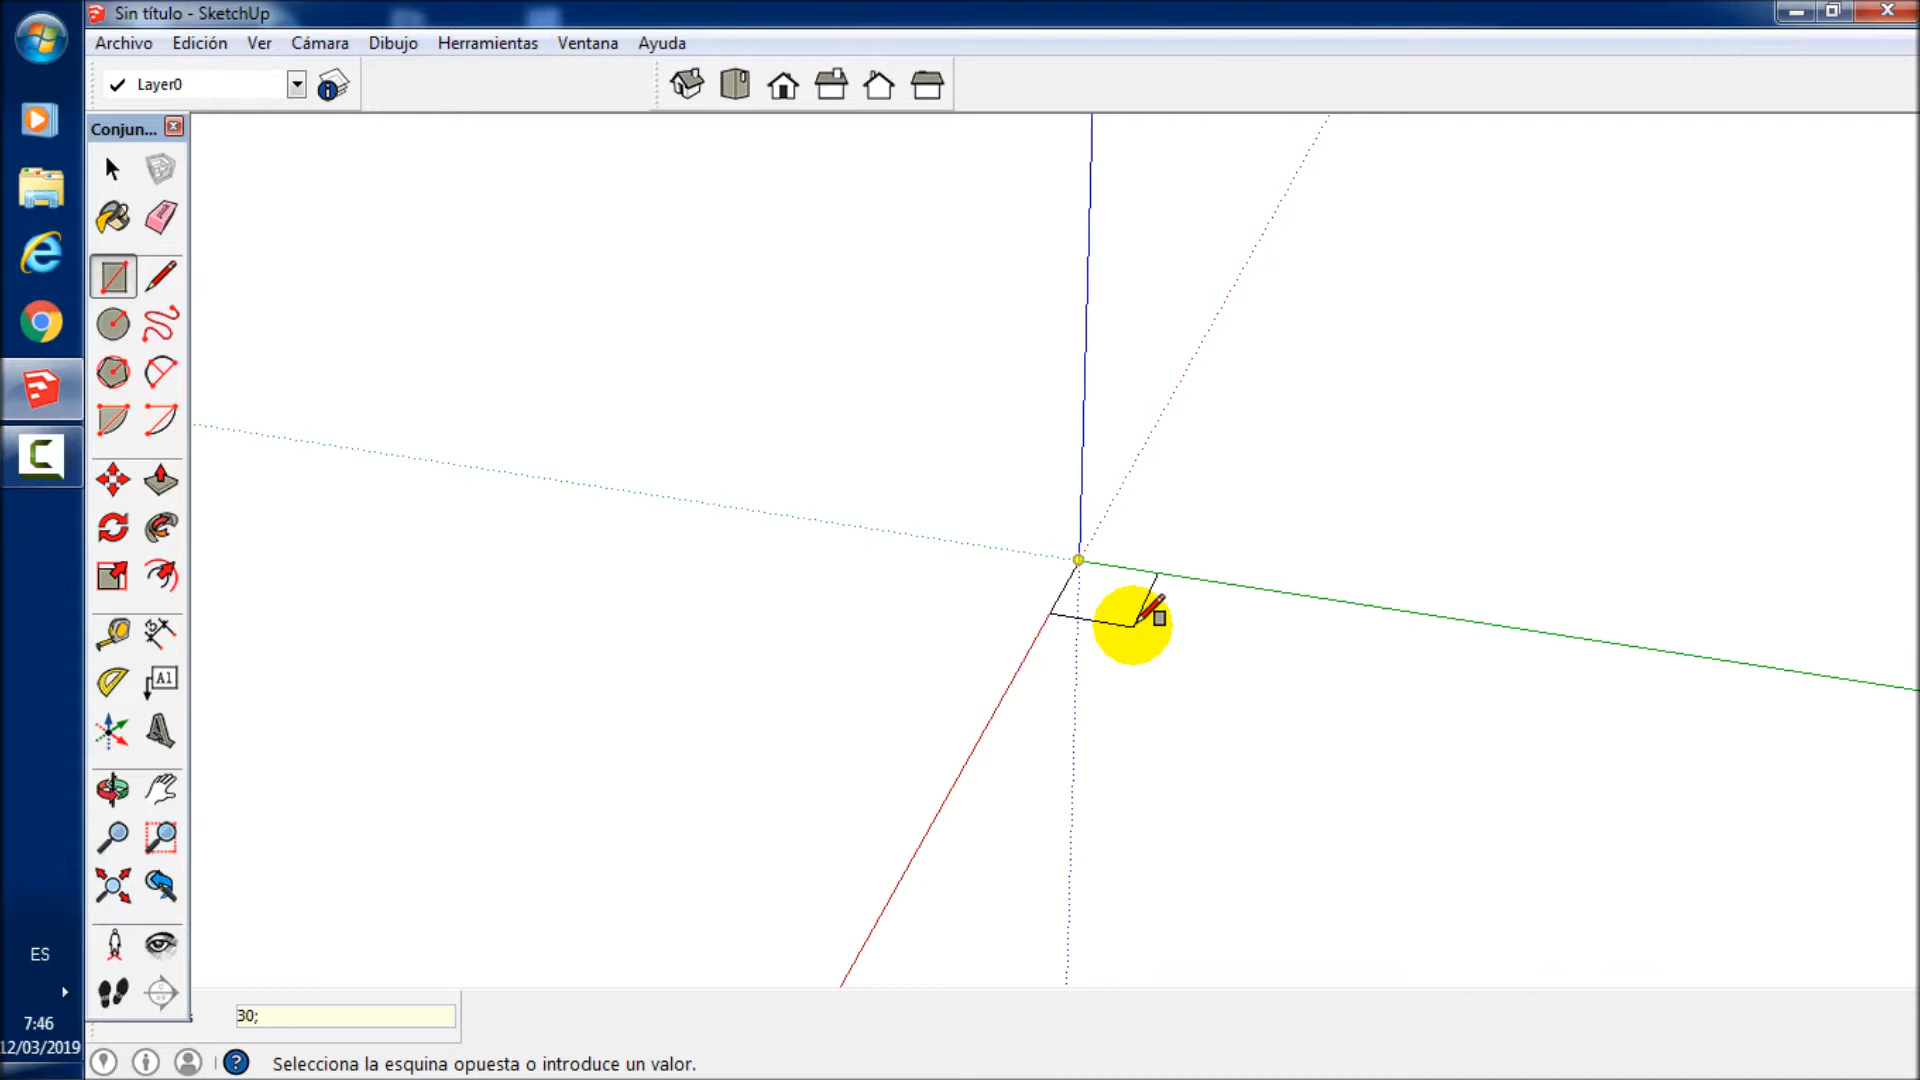 Sin título - SketchUp
Archivo Edición Ver Cámara Dibujo Herramientas Ventana Ayuda
Layer0
Conjun...
A1
ES
30;
7:46
12/03/2019
Selecciona la esquina opuesta o introduce un valor.